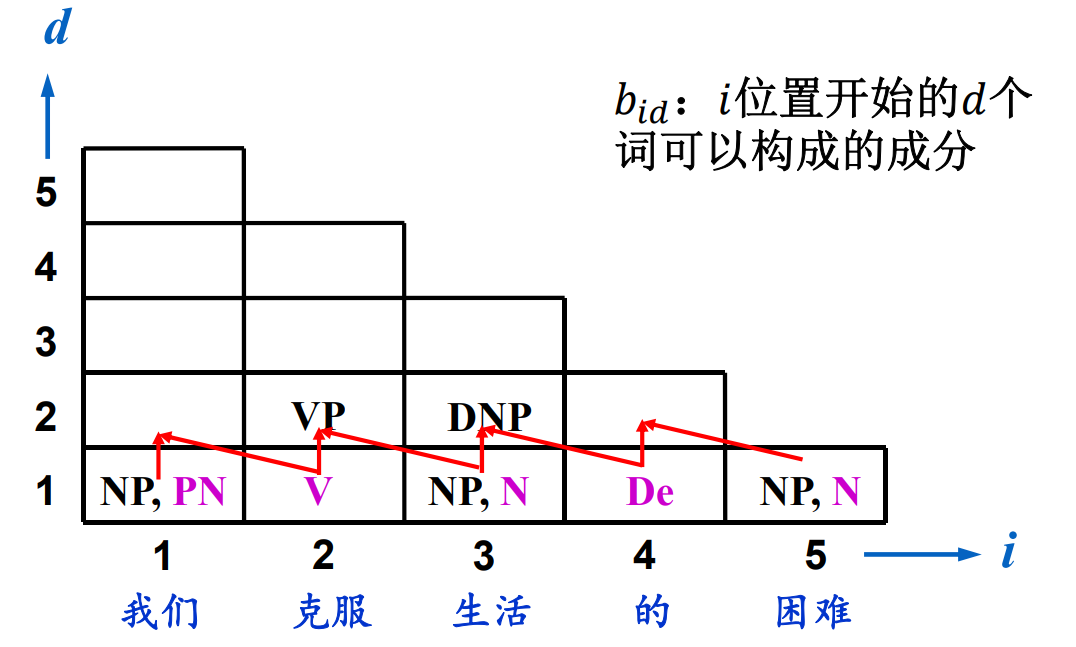 d
b_{id}：i位置开始的d个
词可以构成的成分
5
4
3
2 VP DNP
1 NP, PN V NP, N De NP, N
1 2 3 4 5 i
我们 克服 生活 的 困难